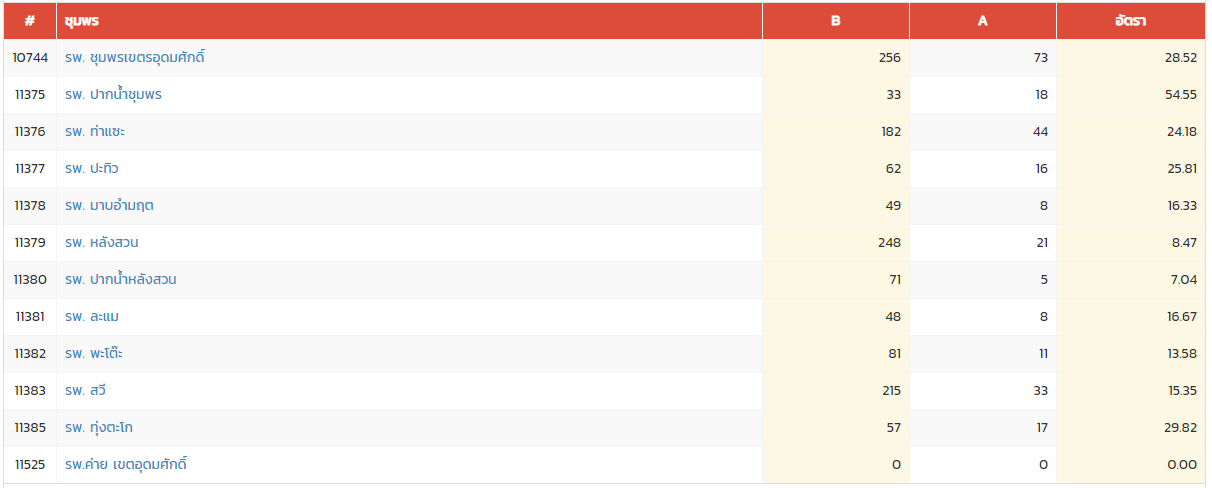 # ชุมพร B A อัตรา
10744 รพ. ชุมพรเขตรอุดมศักดิ์ 256 73 28.52
11375 รพ. ปากน้ำชุมพร 33 18 54.55
11376 รพ. ท่าแซะ 182 44 24.18
11377 รพ. ปะทิว 62 16 25.81
11378 รพ. มาบอำมฤต 49 8 16.33
11379 รพ. หลังสวน 248 21 8.47
11380 รพ. ปากน้ำหลังสวน 71 5 7.04
11381 รพ. ละแม 48 8 16.67
11382 รพ. พะโต๊ะ 81 11 13.58
11383 รพ. สวี 215 33 15.35
11385 รพ. ทุ่งตะโก 57 17 29.82
11525 รพ.ค่าย เขตอุดมศักดิ์ 0 0 0.00